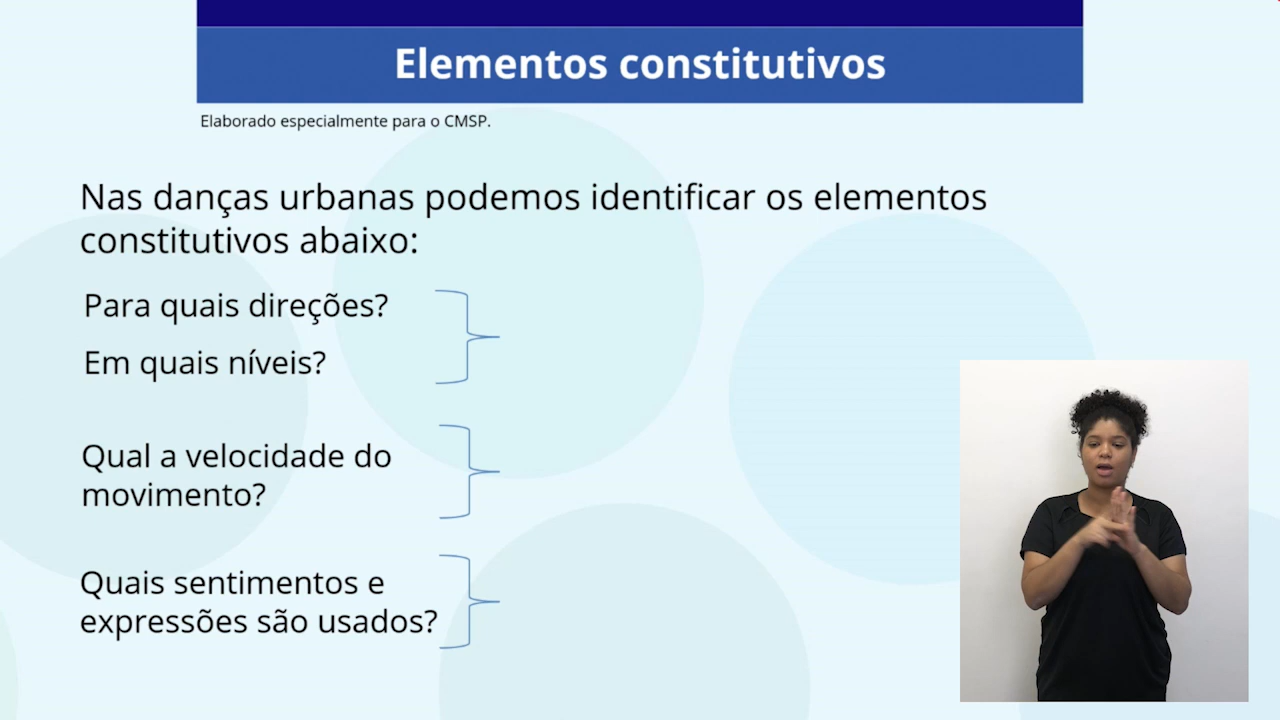 Elementos constitutivos
Elaborado especialmente para o CMSP.
Nas danças urbanas podemos identificar os elementos
constitutivos abaixo:
Para quais direções?
Em quais níveis?
Qual a velocidade do
movimento?
Quais sentimentos e
expressões são usados?